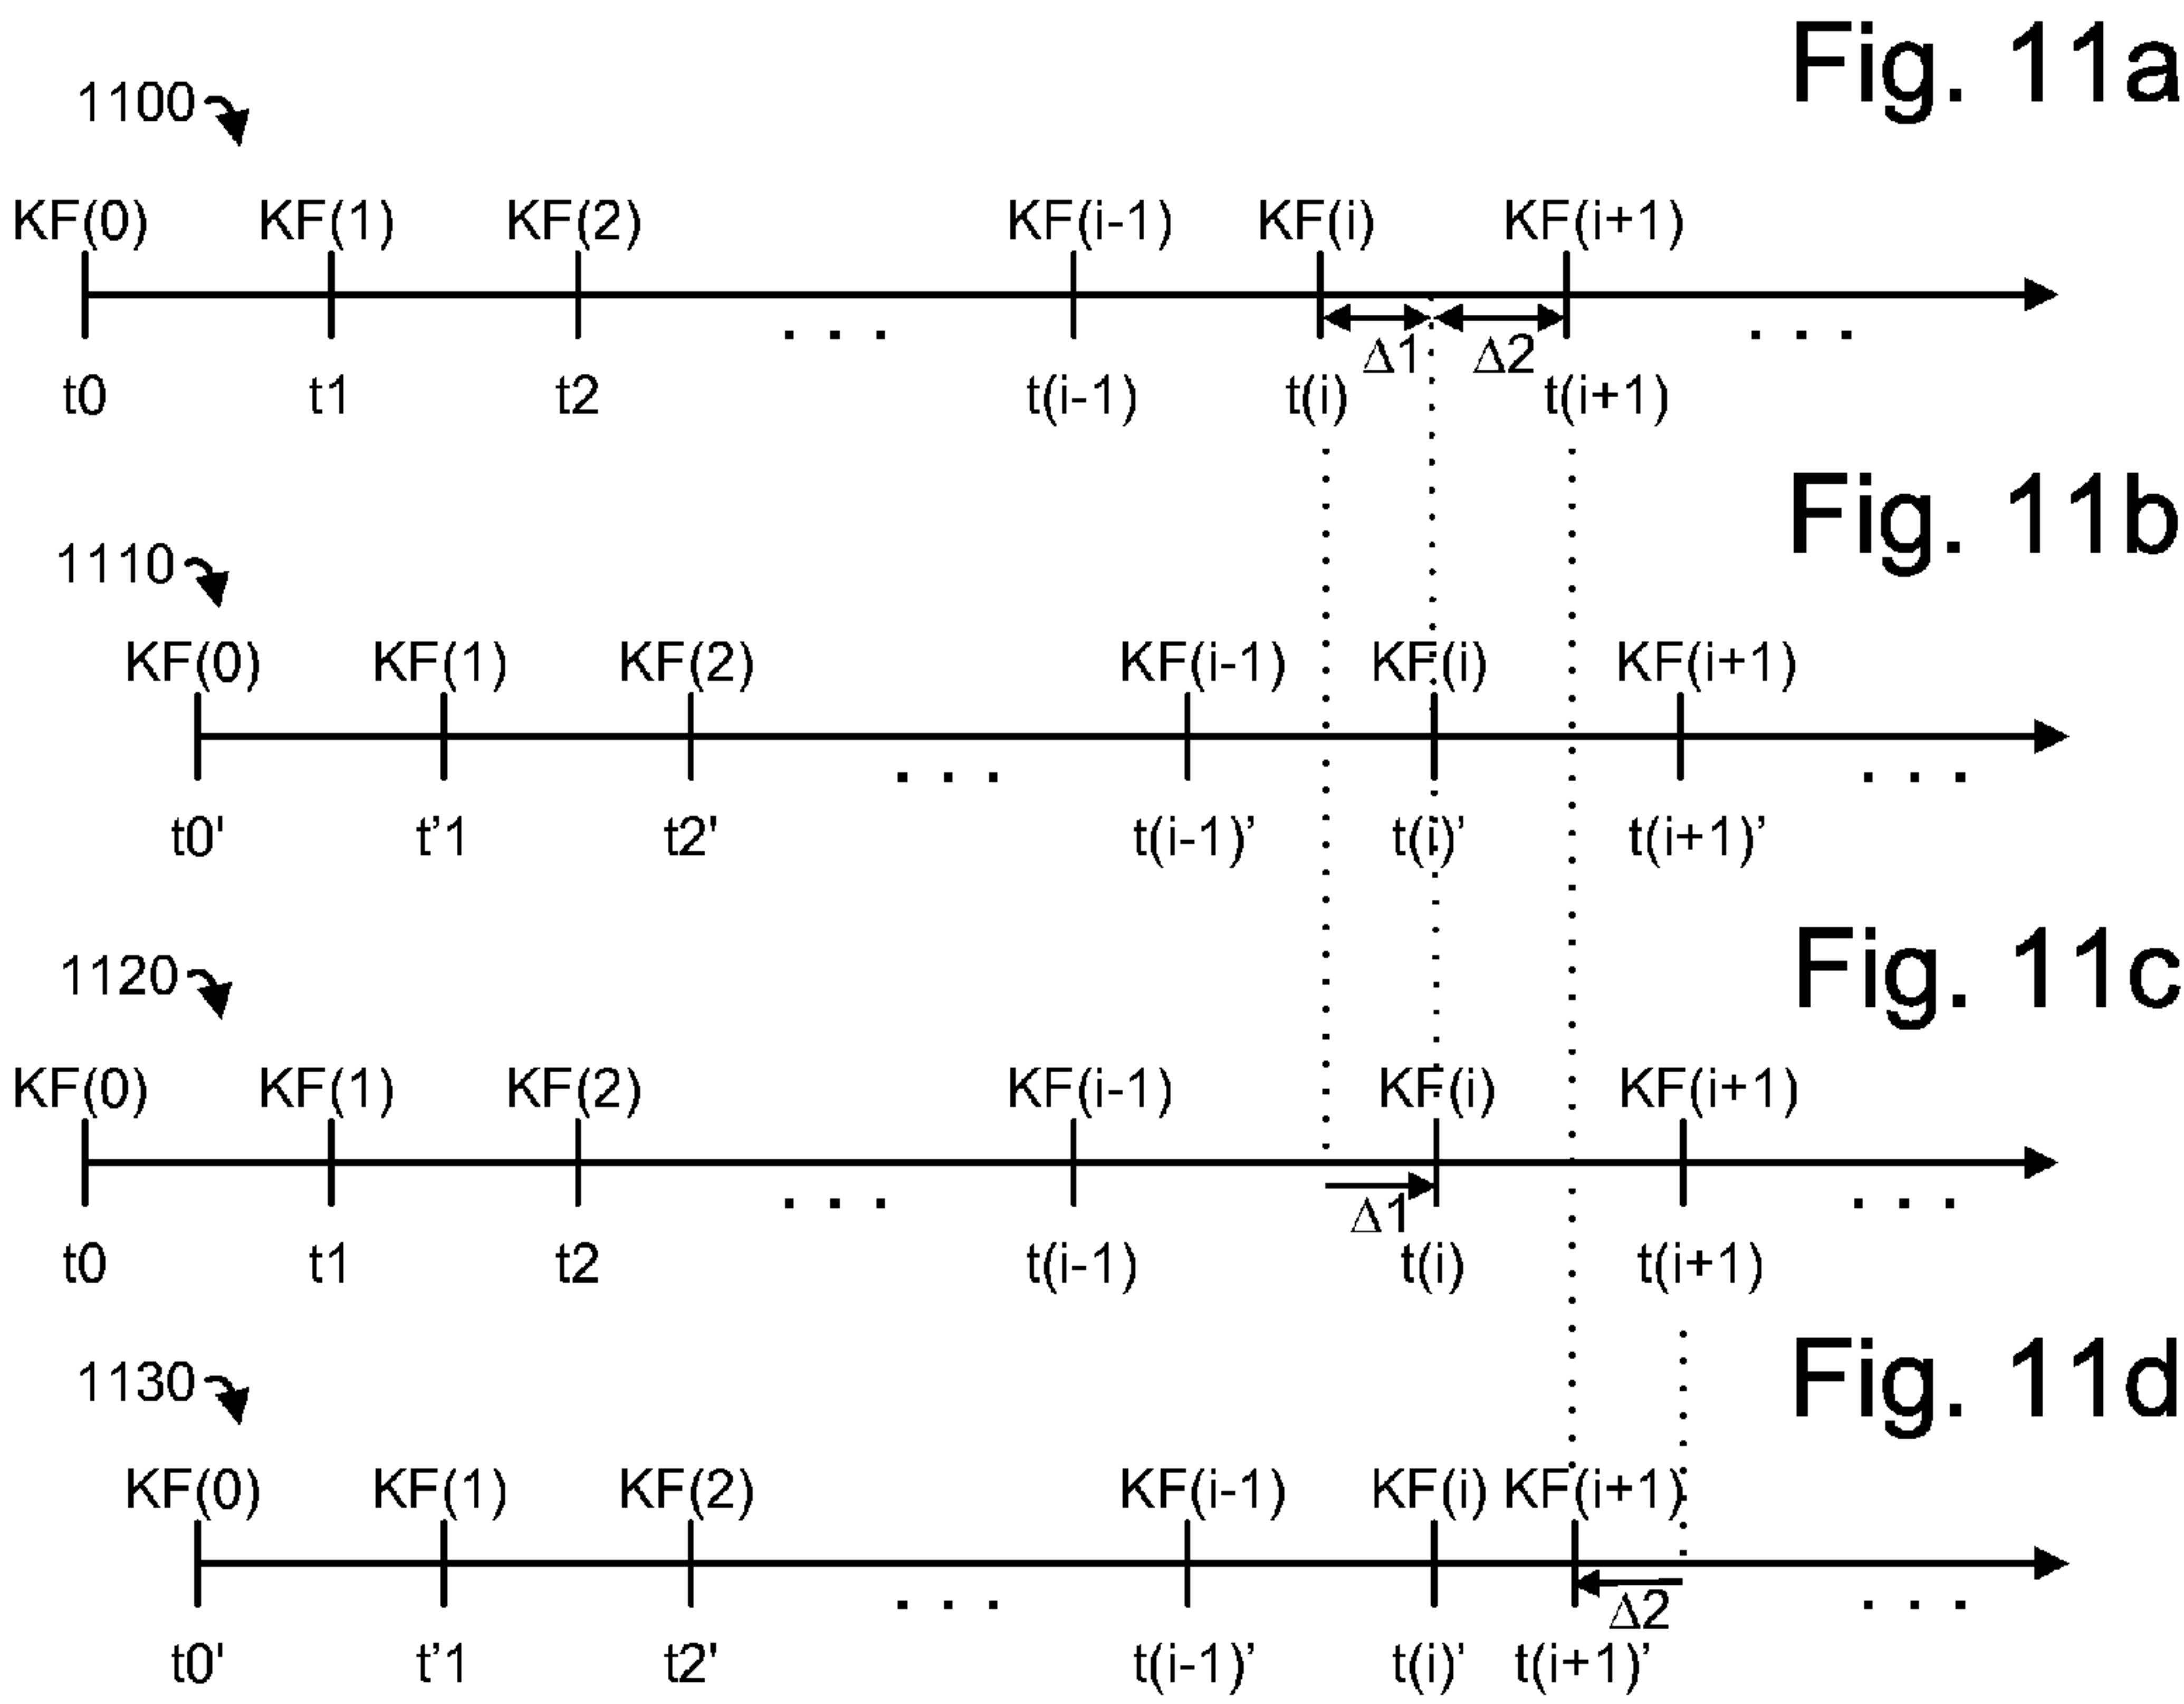 Fig. 11a
1100
KF(0) KF(1) KF(2) KF(i-1) KF(i) KF(i+1)
. . . Δ1 Δ2 . . .
t0 t1 t2 t(i-1) t(i) t(i+1)
Fig. 11b
1110
KF(0) KF(1) KF(2) KF(i-1) KF(i) KF(i+1)
. . . . . .
t0' t’1 t2' t(i-1)’ t(i)’ t(i+1)’
Fig. 11c
1120
KF(0) KF(1) KF(2) KF(i-1) KF(i) KF(i+1)
. . . Δ1 . . .
t0 t1 t2 t(i-1) t(i) t(i+1)
Fig. 11d
1130
KF(0) KF(1) KF(2) KF(i-1) KF(i) KF(i+1)
. . . Δ2 . . .
t0' t’1 t2' t(i-1)’ t(i)’ t(i+1)’